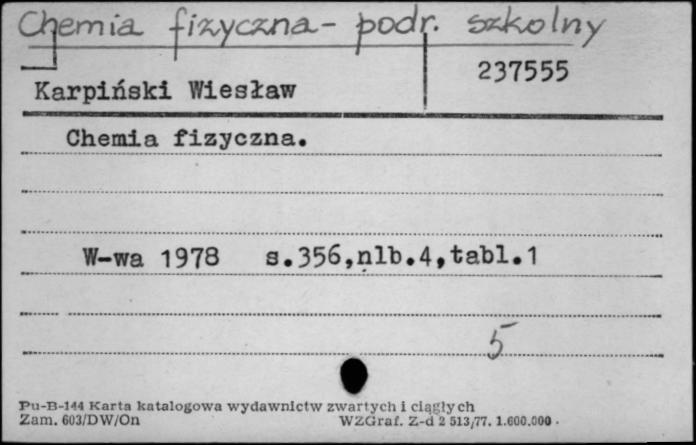 Chemia fizyczna - podr. szkolny
237555
Karpiński Wiesław
Chemia fizyczna.
W-wa 1978 s.356,nlb.4,tabl.1
5
Pu-B-144 Karta katalogowa wydawnictw zwartych i ciągłych
Zam. 603/DW/On WZGraf. Z-d 2 513/77. 1.600.000.